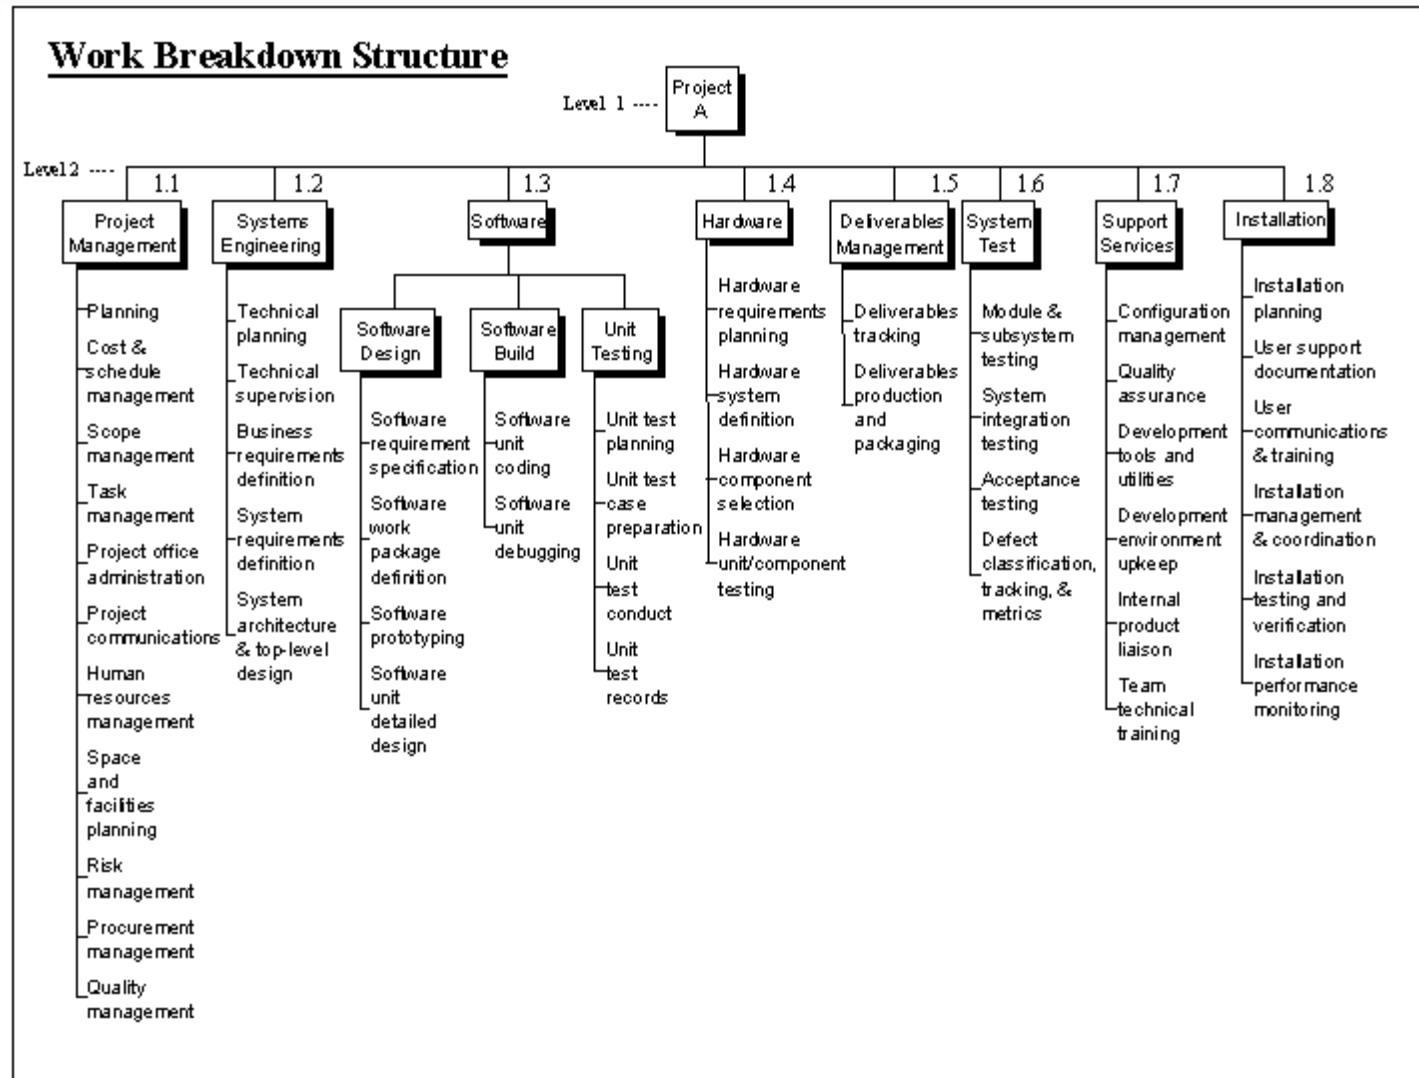 Work Breakdown Structure
Level 1 ----
Project
A
Level2 ----
1.1
Project
Management
Planning
Cost &
schedule
management
Scope
management
Task
management
Project office
administration
Project
communications
Human
resources
management
Space
and
facilities
planning
Risk
management
Procurement
management
Quality
management
1.2
Systems
Engineering
Technical
planning
Technical
supervision
Business
requirements
definition
System
requirements
definition
System
architecture
& top-level
design
1.3
Software
Software
Design
Software
requirement
specification
Software
work
package
definition
Software
prototyping
Software
unit
detailed
design
Software
Build
Software
unit
coding
Software
unit
debugging
Unit
Testing
Unit test
planning
Unit test
case
preparation
Unit
test
conduct
Unit
test
records
1.4
Hardware
Hardware
requirements
planning
Hardware
system
definition
Hardware
component
selection
Hardware
unit/component
testing
1.5
Deliverables
Management
Deliverables
tracking
Deliverables
production
and
packaging
1.6
System
Test
Module &
subsystem
testing
System
integration
testing
Acceptance
testing
Defect
classification,
tracking, &
metrics
1.7
Support
Services
Configuration
management
Quality
assurance
Development
tools and
utilities
Development
environment
upkeep
Internal
product
liaison
Team
technical
training
1.8
Installation
Installation
planning
User support
documentation
User
communications
& training
Installation
management
& coordination
Installation
testing and
verification
Installation
performance
monitoring